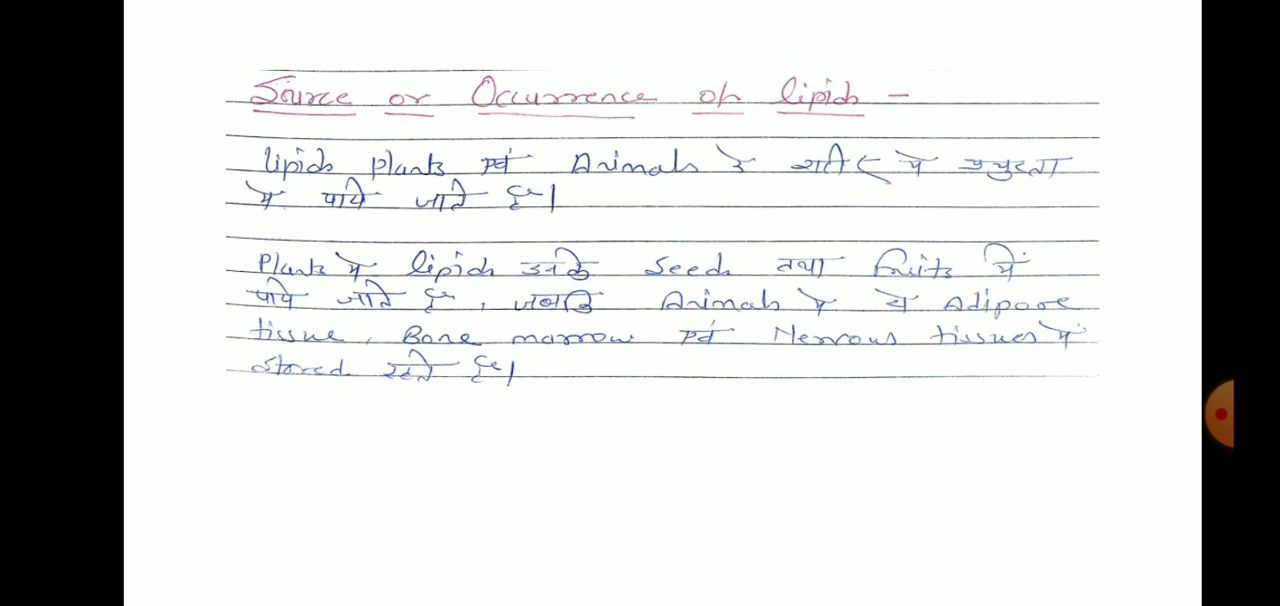 Source or Occurrence of lipids -
lipids plants एवं Animals के शरीर में प्रचुरता
में पाये जाते हैं।
Plants में lipids उनके seeds तथा fruits में
पाये जाते हैं, जबकि Animals में ये Adipose
tissue, Bone marrow एवं Nervous tissues में
stored रहते हैं।